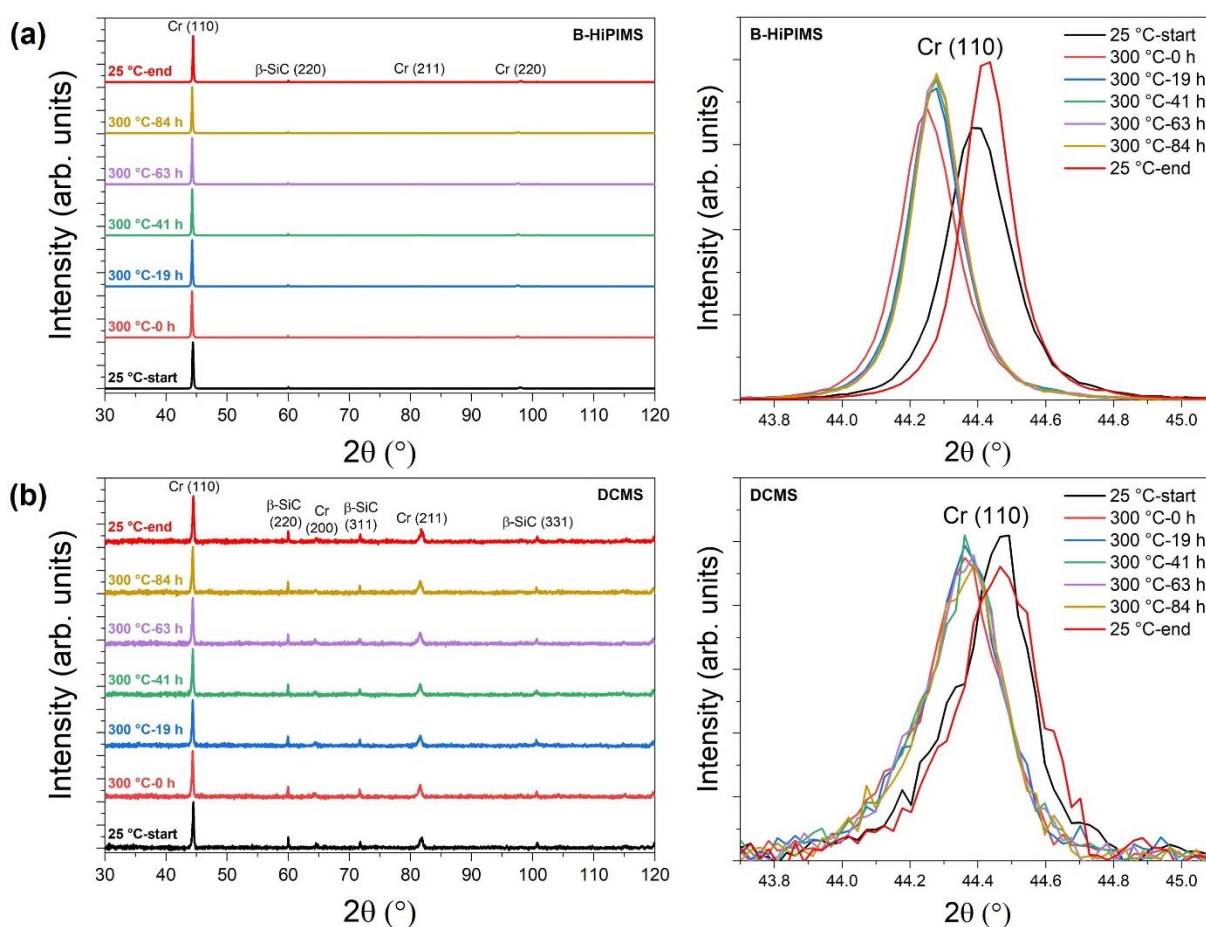 (a)
Intensity (arb. units)
Cr (110)
B-HiPIMS
25 °C-end
β-SiC (220)
Cr (211)
Cr (220)
300 °C-84 h
300 °C-63 h
300 °C-41 h
300 °C-19 h
300 °C-0 h
25 °C-start
30 40 50 60 70 80 90 100 110 120
2θ (°)
B-HiPIMS
Cr (110)
25 °C-start
300 °C-0 h
300 °C-19 h
300 °C-41 h
300 °C-63 h
300 °C-84 h
25 °C-end
Intensity (arb. units)
43.8 44.0 44.2 44.4 44.6 44.8 45.0
2θ (°)
(b)
Intensity (arb. units)
Cr (110)
DCMS
25 °C-end
β-SiC
(220)
Cr
(200)
β-SiC
(311)
Cr (211)
β-SiC (331)
300 °C-84 h
300 °C-63 h
300 °C-41 h
300 °C-19 h
300 °C-0 h
25 °C-start
30 40 50 60 70 80 90 100 110 120
2θ (°)
DCMS
Cr (110)
25 °C-start
300 °C-0 h
300 °C-19 h
300 °C-41 h
300 °C-63 h
300 °C-84 h
25 °C-end
Intensity (arb. units)
43.8 44.0 44.2 44.4 44.6 44.8 45.0
2θ (°)